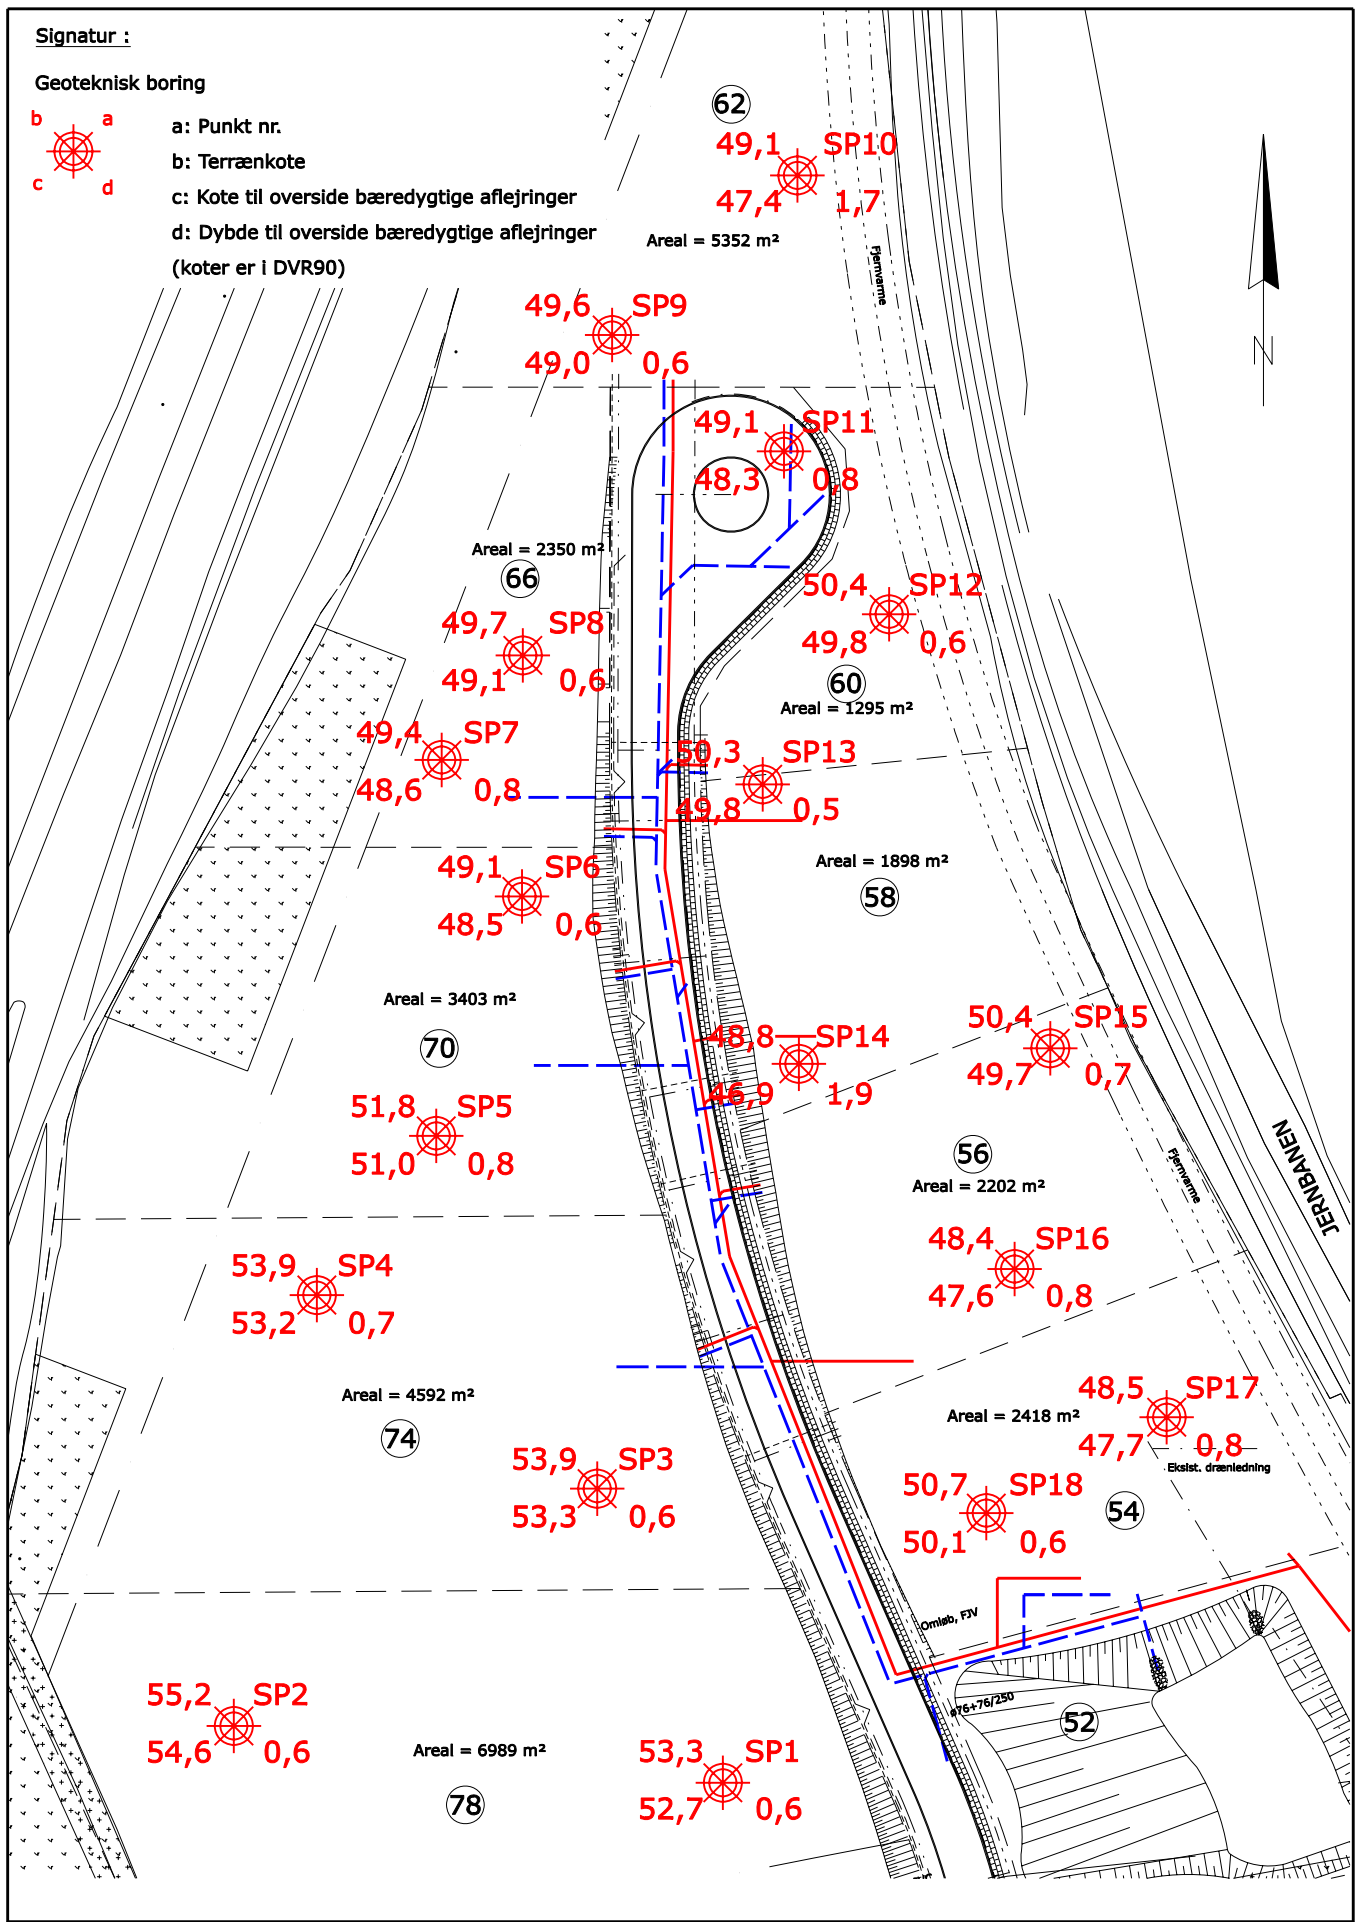 Signatur :
Geoteknisk boring
b a
c d
a: Punkt nr.
b: Terrænkote
c: Kote til overside bæredygtige aflejringer
d: Dybde til overside bæredygtige aflejringer
(koter er i DVR90)
62
49,1 SP10
47,4 1,7
Areal = 5352 m²
Fjernvarme
N
49,6 SP9
49,0 0,6
49,1 SP11
48,3 0,8
Areal = 2350 m²
66
50,4 SP12
49,8 0,6
49,7 SP8
49,1 0,6
60
Areal = 1295 m²
49,4 SP7
48,6 0,8
50,3 SP13
49,8 0,5
49,1 SP6
48,5 0,6
Areal = 1898 m²
58
Areal = 3403 m²
70
48,8 SP14
46,9 1,9
50,4 SP15
49,7 0,7
51,8 SP5
51,0 0,8
56
Areal = 2202 m²
Fjernvarme
JERNBANEN
53,9 SP4
53,2 0,7
48,4 SP16
47,6 0,8
Areal = 4592 m²
74
48,5 SP17
47,7 0,8
Areal = 2418 m²
Eksist. drænledning
53,9 SP3
53,3 0,6
50,7 SP18
50,1 0,6
54
Omløb, FJV
ø76+76/250
52
55,2 SP2
54,6 0,6
Areal = 6989 m²
78
53,3 SP1
52,7 0,6